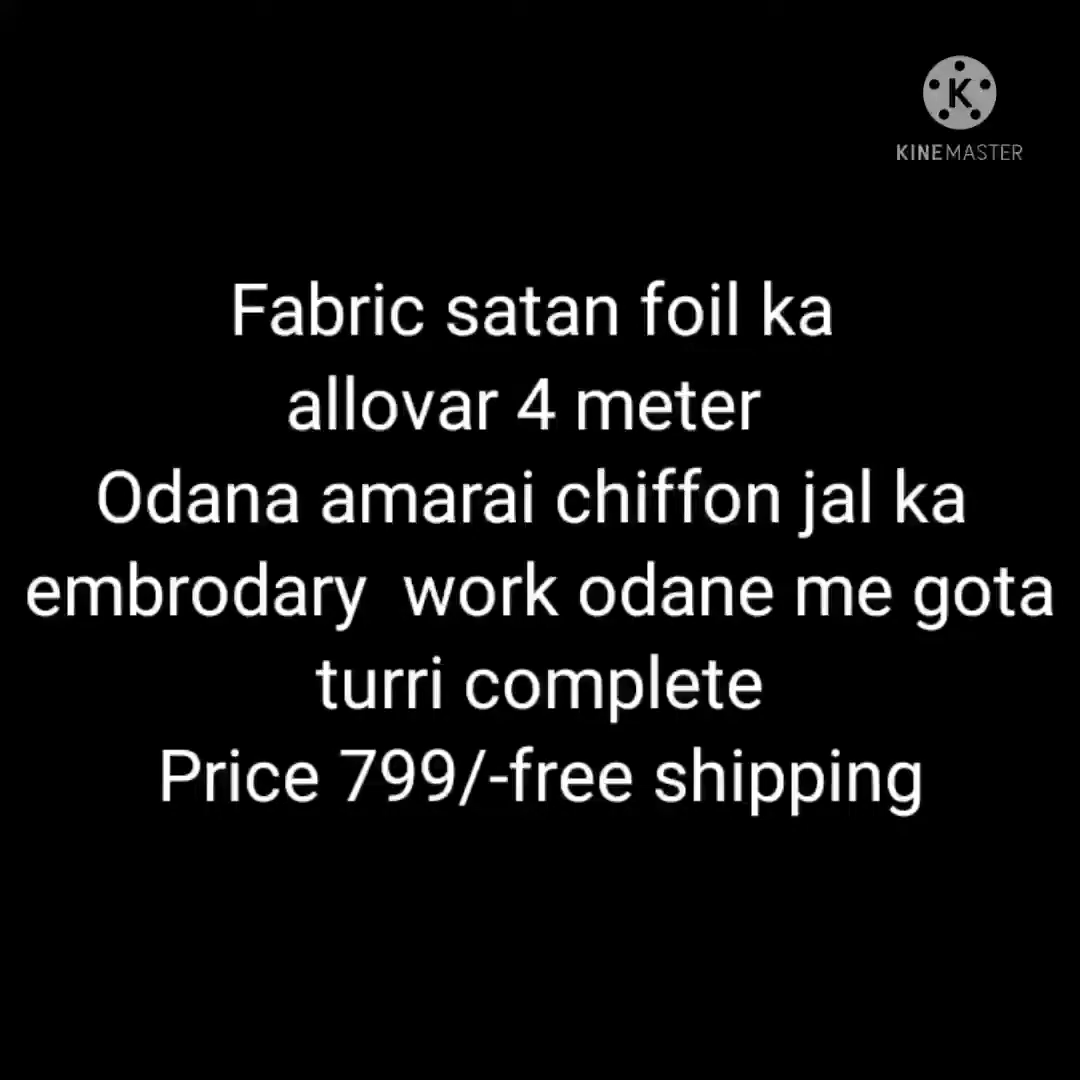 K
KINEMASTER
Fabric satan foil ka
allovar 4 meter
Odana amarai chiffon jal ka
embrodary work odane me gota
turri complete
Price 799/-free shipping